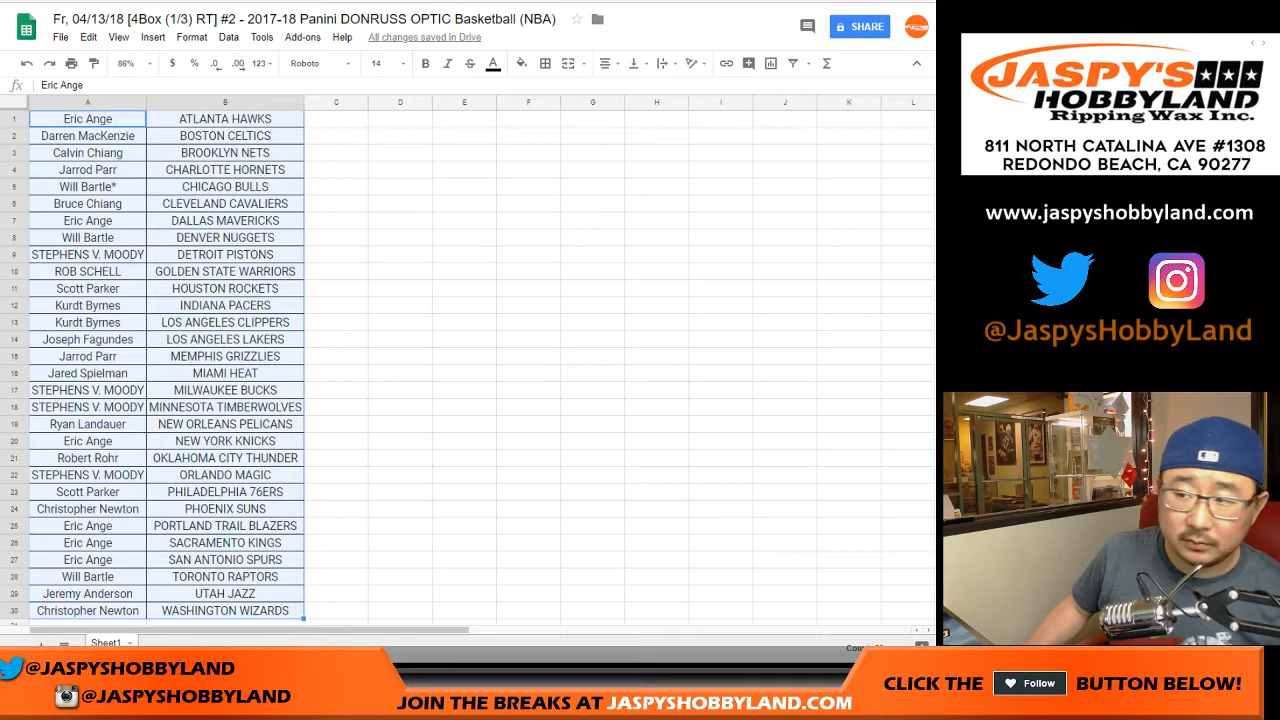 Fr, 04/13/18 [4Box (1/3) RT] #2 - 2017-18 Panini DONRUSS OPTIC Basketball (NBA)
SHARE
File Edit View Insert Format Data Tools Add-ons Help All changes saved in Drive
86% $ % .0 .00 123 Roboto 14 B I S A
fx Eric Ange
A B C D E F G H I J K L
1 Eric Ange ATLANTA HAWKS
2 Darren MacKenzie BOSTON CELTICS
3 Calvin Chiang BROOKLYN NETS
4 Jarrod Parr CHARLOTTE HORNETS
5 Will Bartle* CHICAGO BULLS
6 Bruce Chiang CLEVELAND CAVALIERS
7 Eric Ange DALLAS MAVERICKS
8 Will Bartle DENVER NUGGETS
9 STEPHENS V. MOODY DETROIT PISTONS
10 ROB SCHELL GOLDEN STATE WARRIORS
11 Scott Parker HOUSTON ROCKETS
12 Kurdt Byrnes INDIANA PACERS
13 Kurdt Byrnes LOS ANGELES CLIPPERS
14 Joseph Fagundes LOS ANGELES LAKERS
15 Jarrod Parr MEMPHIS GRIZZLIES
16 Jared Spielman MIAMI HEAT
17 STEPHENS V. MOODY MILWAUKEE BUCKS
18 STEPHENS V. MOODY MINNESOTA TIMBERWOLVES
19 Ryan Landauer NEW ORLEANS PELICANS
20 Eric Ange NEW YORK KNICKS
21 Robert Rohr OKLAHOMA CITY THUNDER
22 STEPHENS V. MOODY ORLANDO MAGIC
23 Scott Parker PHILADELPHIA 76ERS
24 Christopher Newton PHOENIX SUNS
25 Eric Ange PORTLAND TRAIL BLAZERS
26 Eric Ange SACRAMENTO KINGS
27 Eric Ange SAN ANTONIO SPURS
28 Will Bartle TORONTO RAPTORS
29 Jeremy Anderson UTAH JAZZ
30 Christopher Newton WASHINGTON WIZARDS
Sheet1
JASPY'S
HOBBYLAND
Ripping Wax Inc.
811 NORTH CATALINA AVE #1308
REDONDO BEACH, CA 90277
www.jaspyshobbyland.com
@JaspysHobbyLand
@JASPYSHOBBYLAND
@JASPYSHOBBYLAND
JOIN THE BREAKS AT JASPYSHOBBYLAND.COM
CLICK THE Follow BUTTON BELOW!